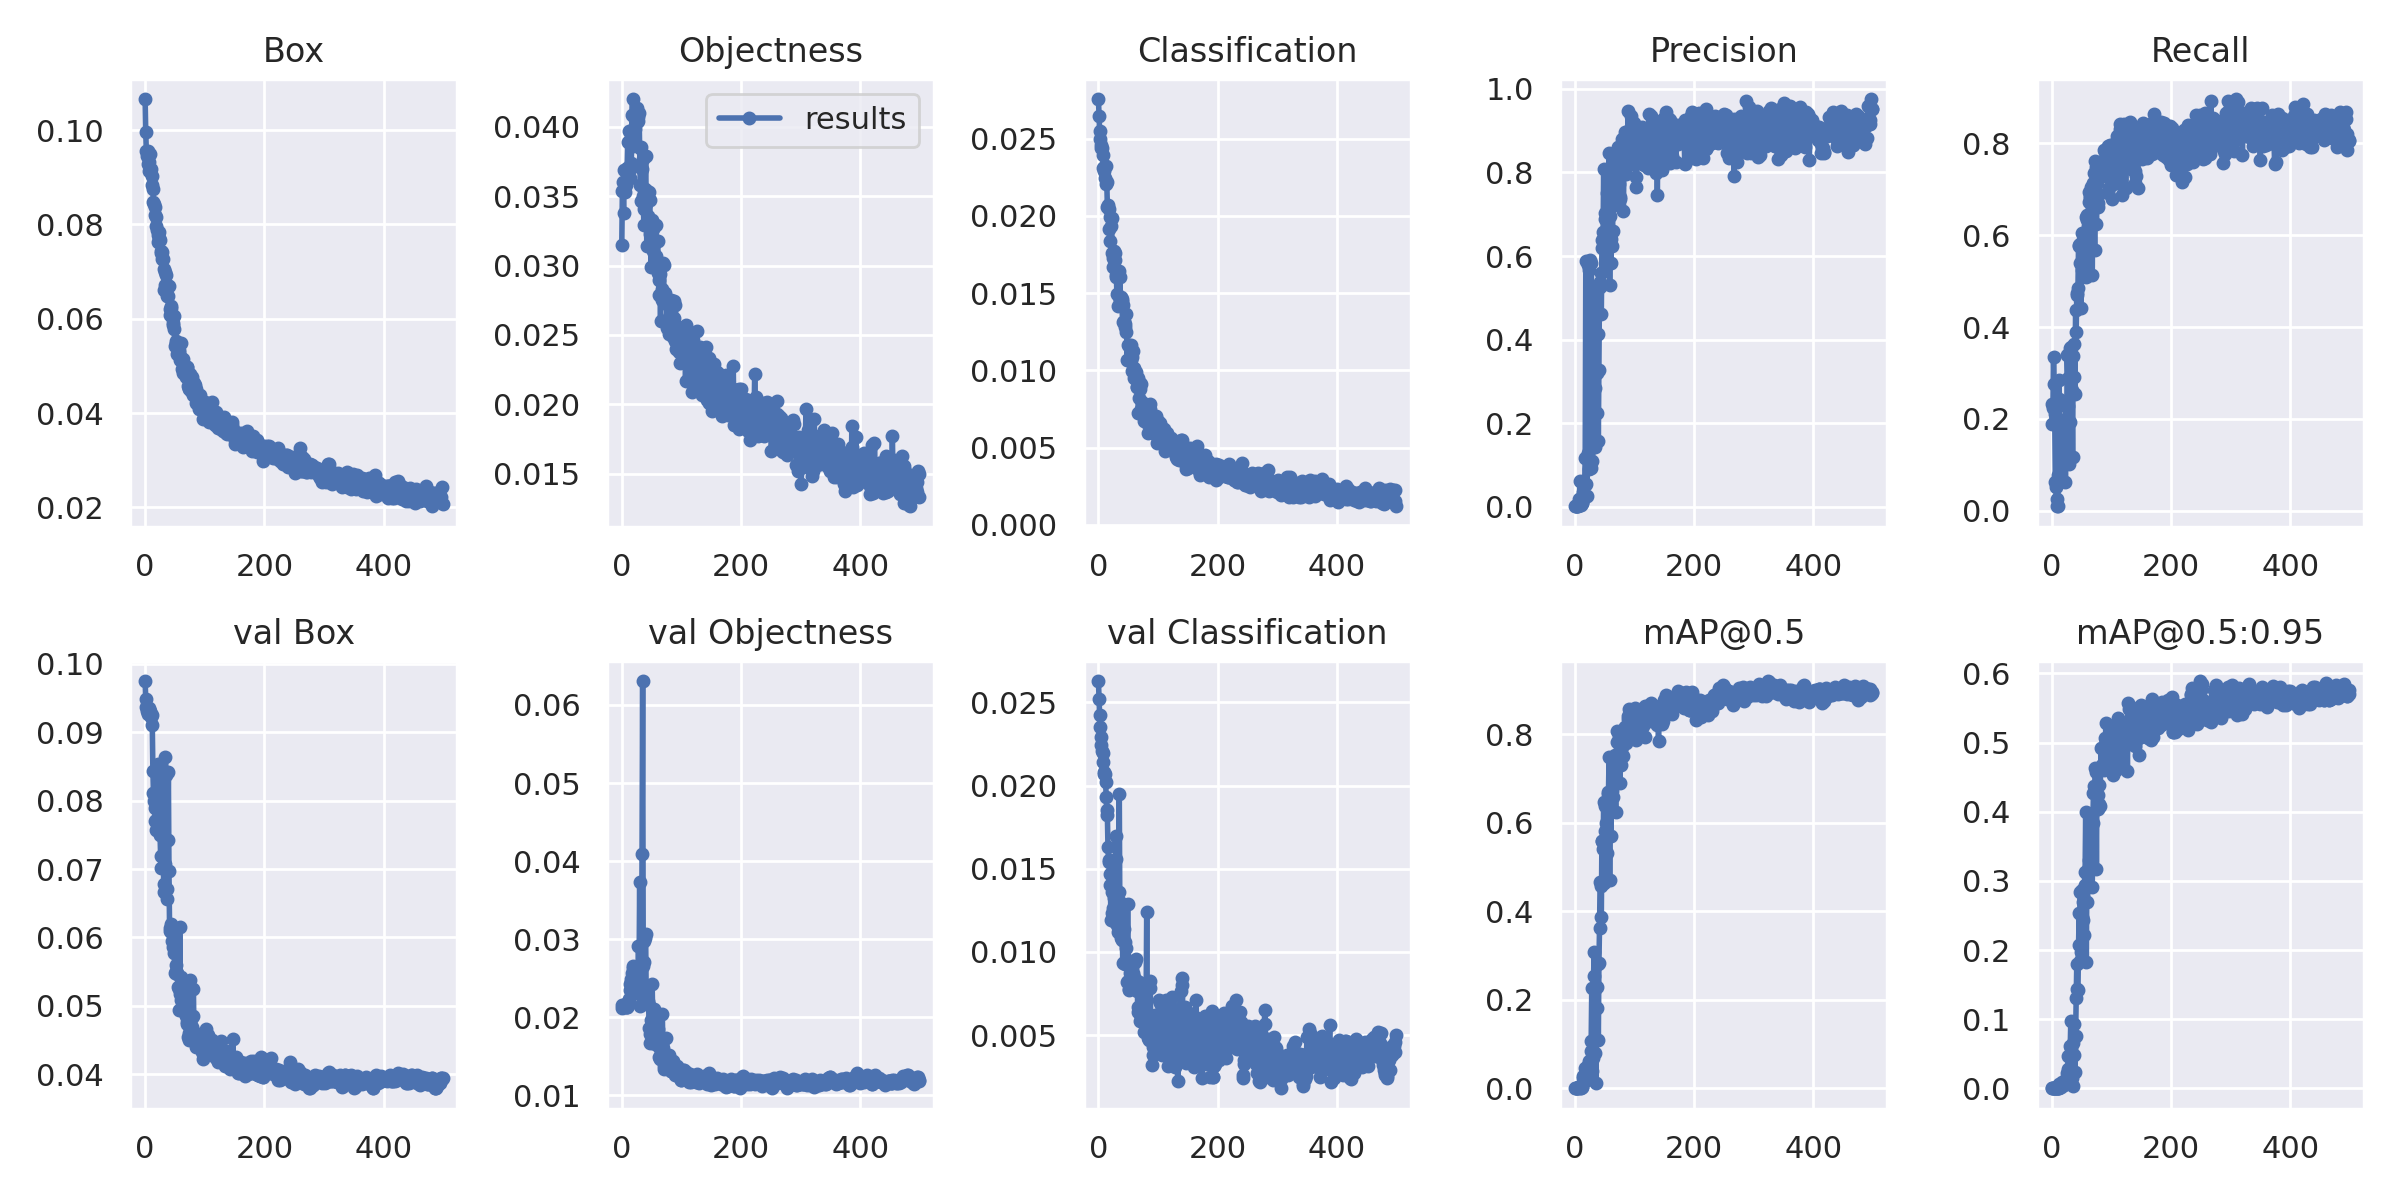 Box
Objectness
Classification
Precision
Recall
0.10
0.08
0.06
0.04
0.02
0 200 400
results
0.040
0.035
0.030
0.025
0.020
0.015
0 200 400
0.025
0.020
0.015
0.010
0.005
0.000
0 200 400
1.0
0.8
0.6
0.4
0.2
0.0
0 200 400
0.8
0.6
0.4
0.2
0.0
0 200 400
val Box
val Objectness
val Classification
mAP@0.5
mAP@0.5:0.95
0.10
0.09
0.08
0.07
0.06
0.05
0.04
0 200 400
0.06
0.05
0.04
0.03
0.02
0.01
0 200 400
0.025
0.020
0.015
0.010
0.005
0 200 400
0.8
0.6
0.4
0.2
0.0
0 200 400
0.6
0.5
0.4
0.3
0.2
0.1
0.0
0 200 400